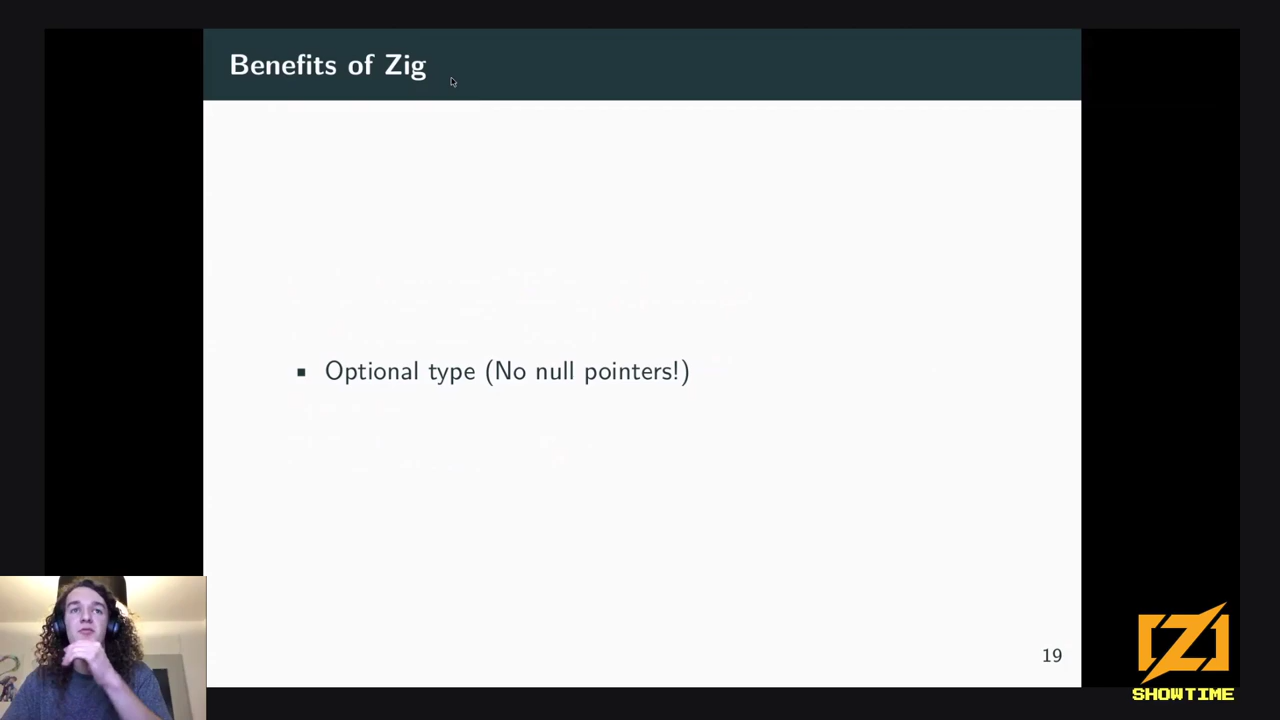 Benefits of Zig
▪ Optional type (No null pointers!)
19
Z
SHOWTIME